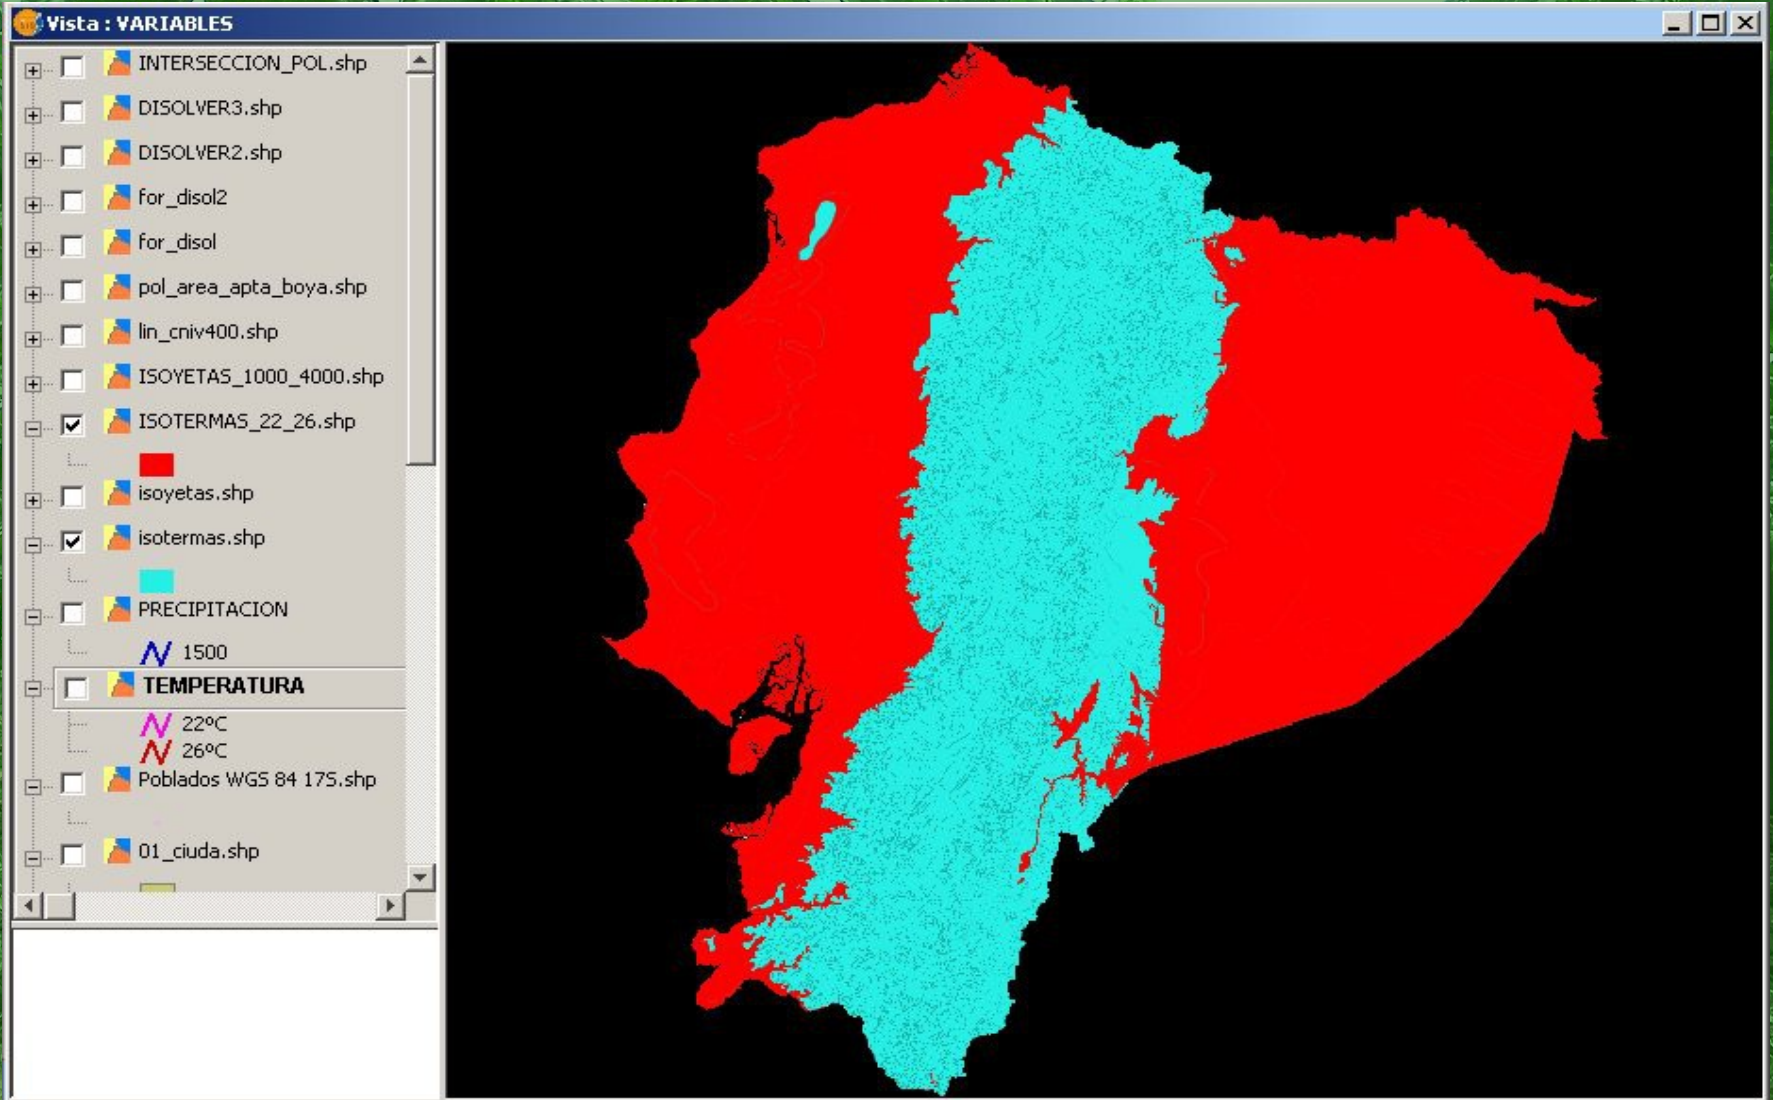 Vista : VARIABLES
INTERSECCION_POL.shp
DISOLVER3.shp
DISOLVER2.shp
for_disol2
for_disol
pol_area_apta_boya.shp
lin_cniv400.shp
ISOYETAS_1000_4000.shp
ISOTERMAS_22_26.shp
isoyetas.shp
isotermas.shp
PRECIPITACION
1500
TEMPERATURA
22ºC
26ºC
Poblados WGS 84 17S.shp
01_ciuda.shp